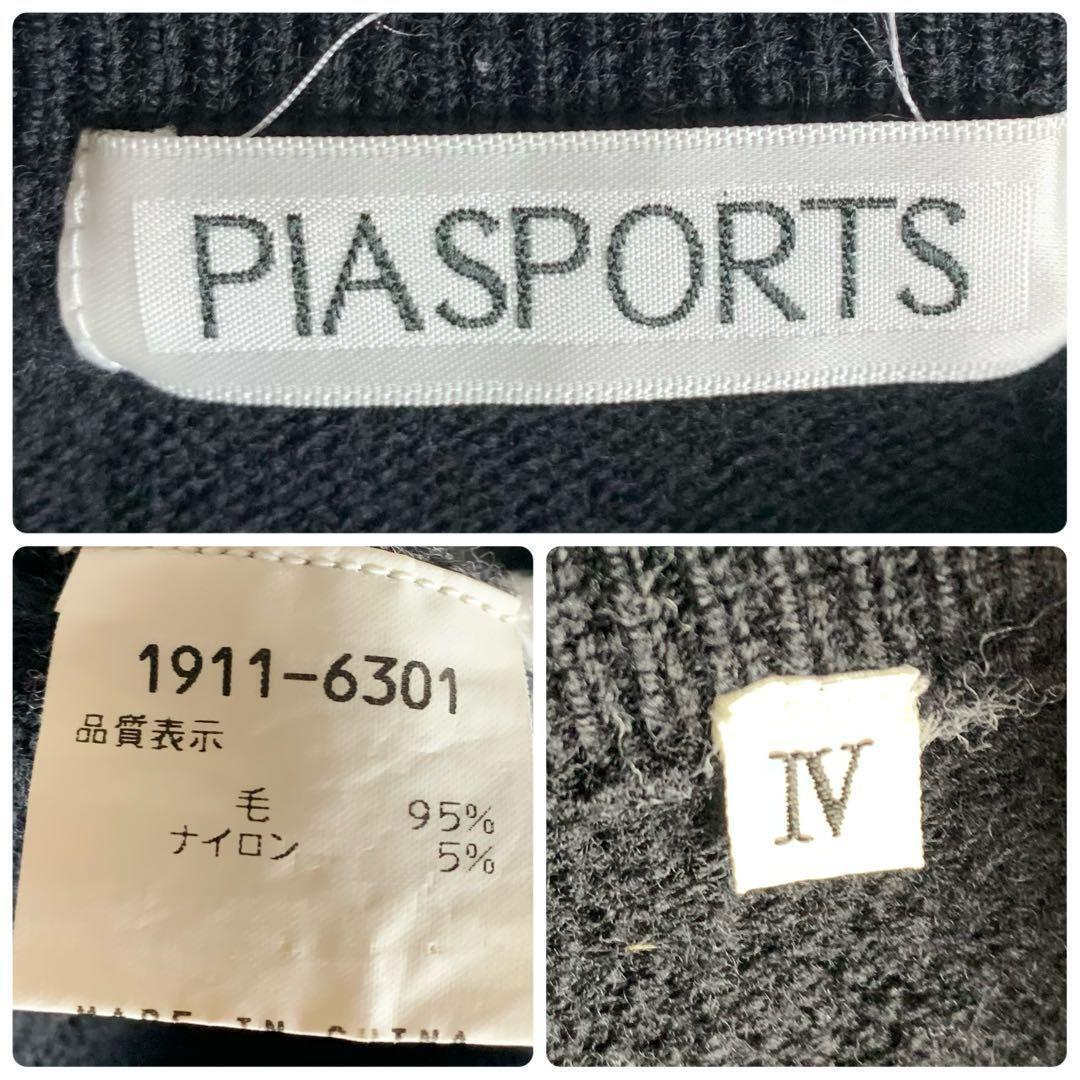 PIASPORTS
1911-6301
品質表示
毛 95%
ナイロン 5%
MADE IN CHINA
IV